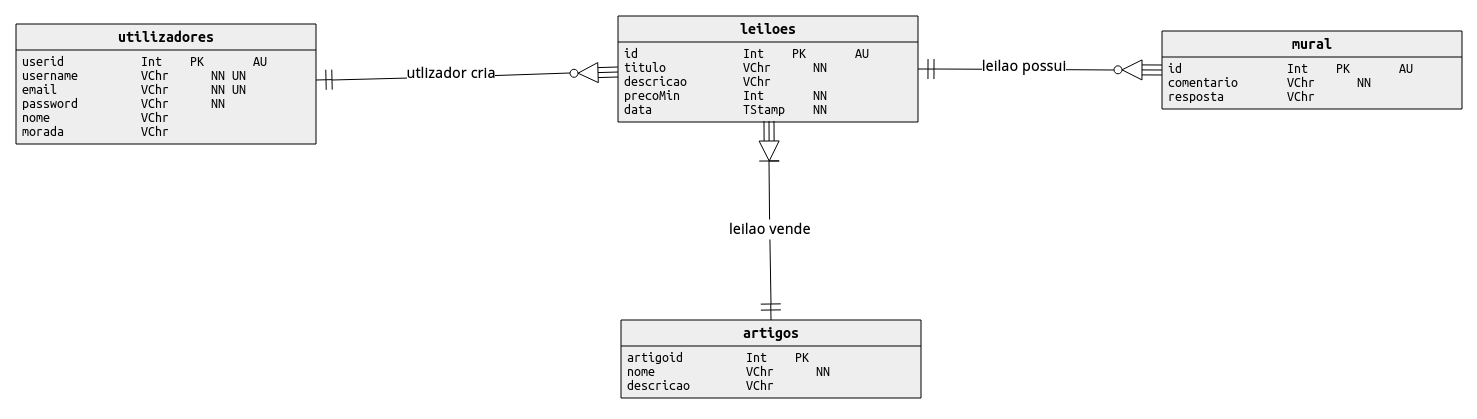 utilizadores
userid Int PK AU
username VChr NN UN
email VChr NN UN
password VChr NN
nome VChr
morada VChr
utlizador cria
leiloes
id Int PK AU
titulo VChr NN
descricao VChr
precoMin Int NN
data TStamp NN
leilao possui
mural
id Int PK AU
comentario VChr NN
resposta VChr
leilao vende
artigos
artigoid Int PK
nome VChr NN
descricao VChr